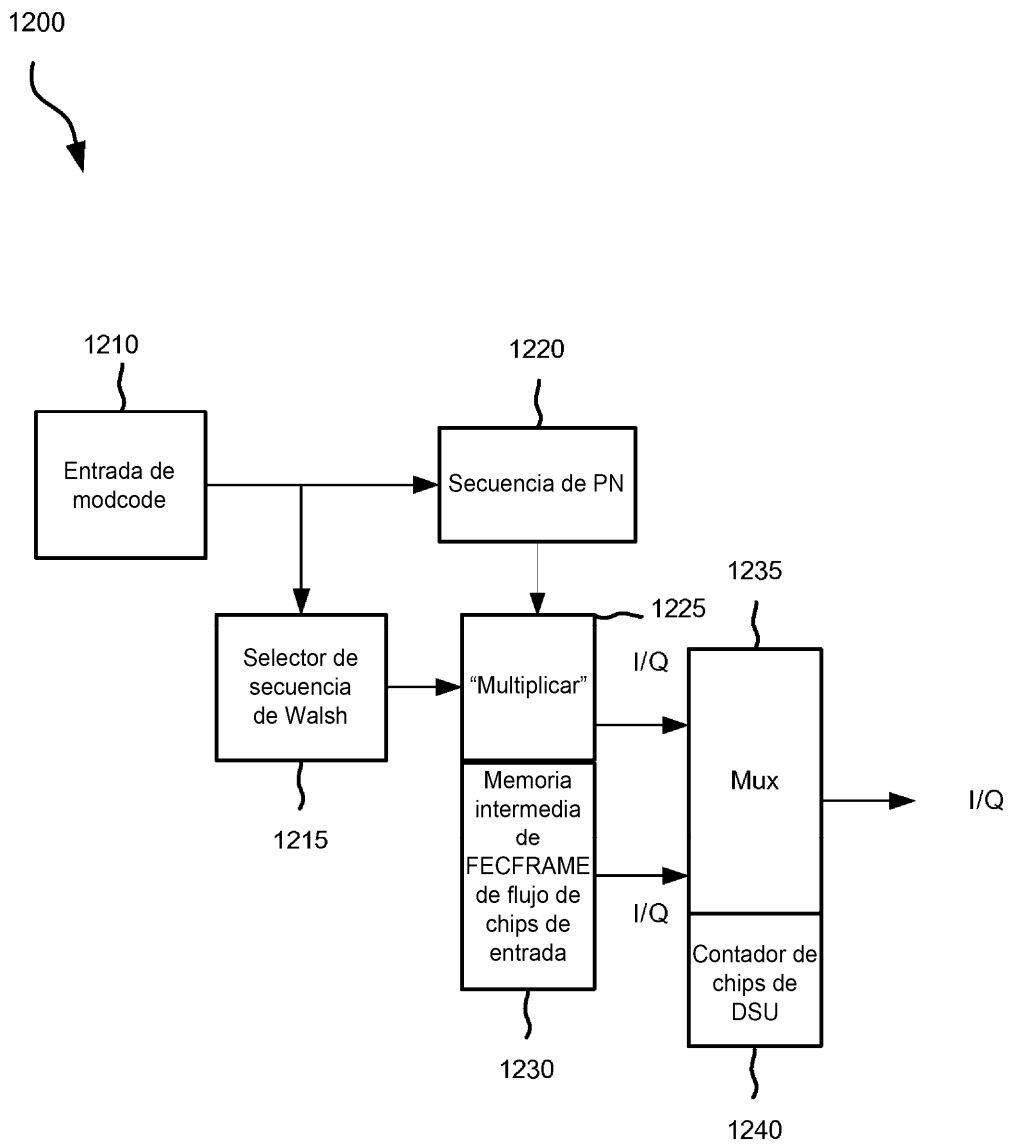 1200
1210
1220
Entrada de
modcode
Secuencia de PN
1235
1225
I/Q
Selector de
secuencia
de Walsh
“Multiplicar”
Mux
I/Q
1215
Memoria
intermedia
de
FECFRAME
de flujo de
chips de
entrada
I/Q
Contador de
chips de
DSU
1230
1240